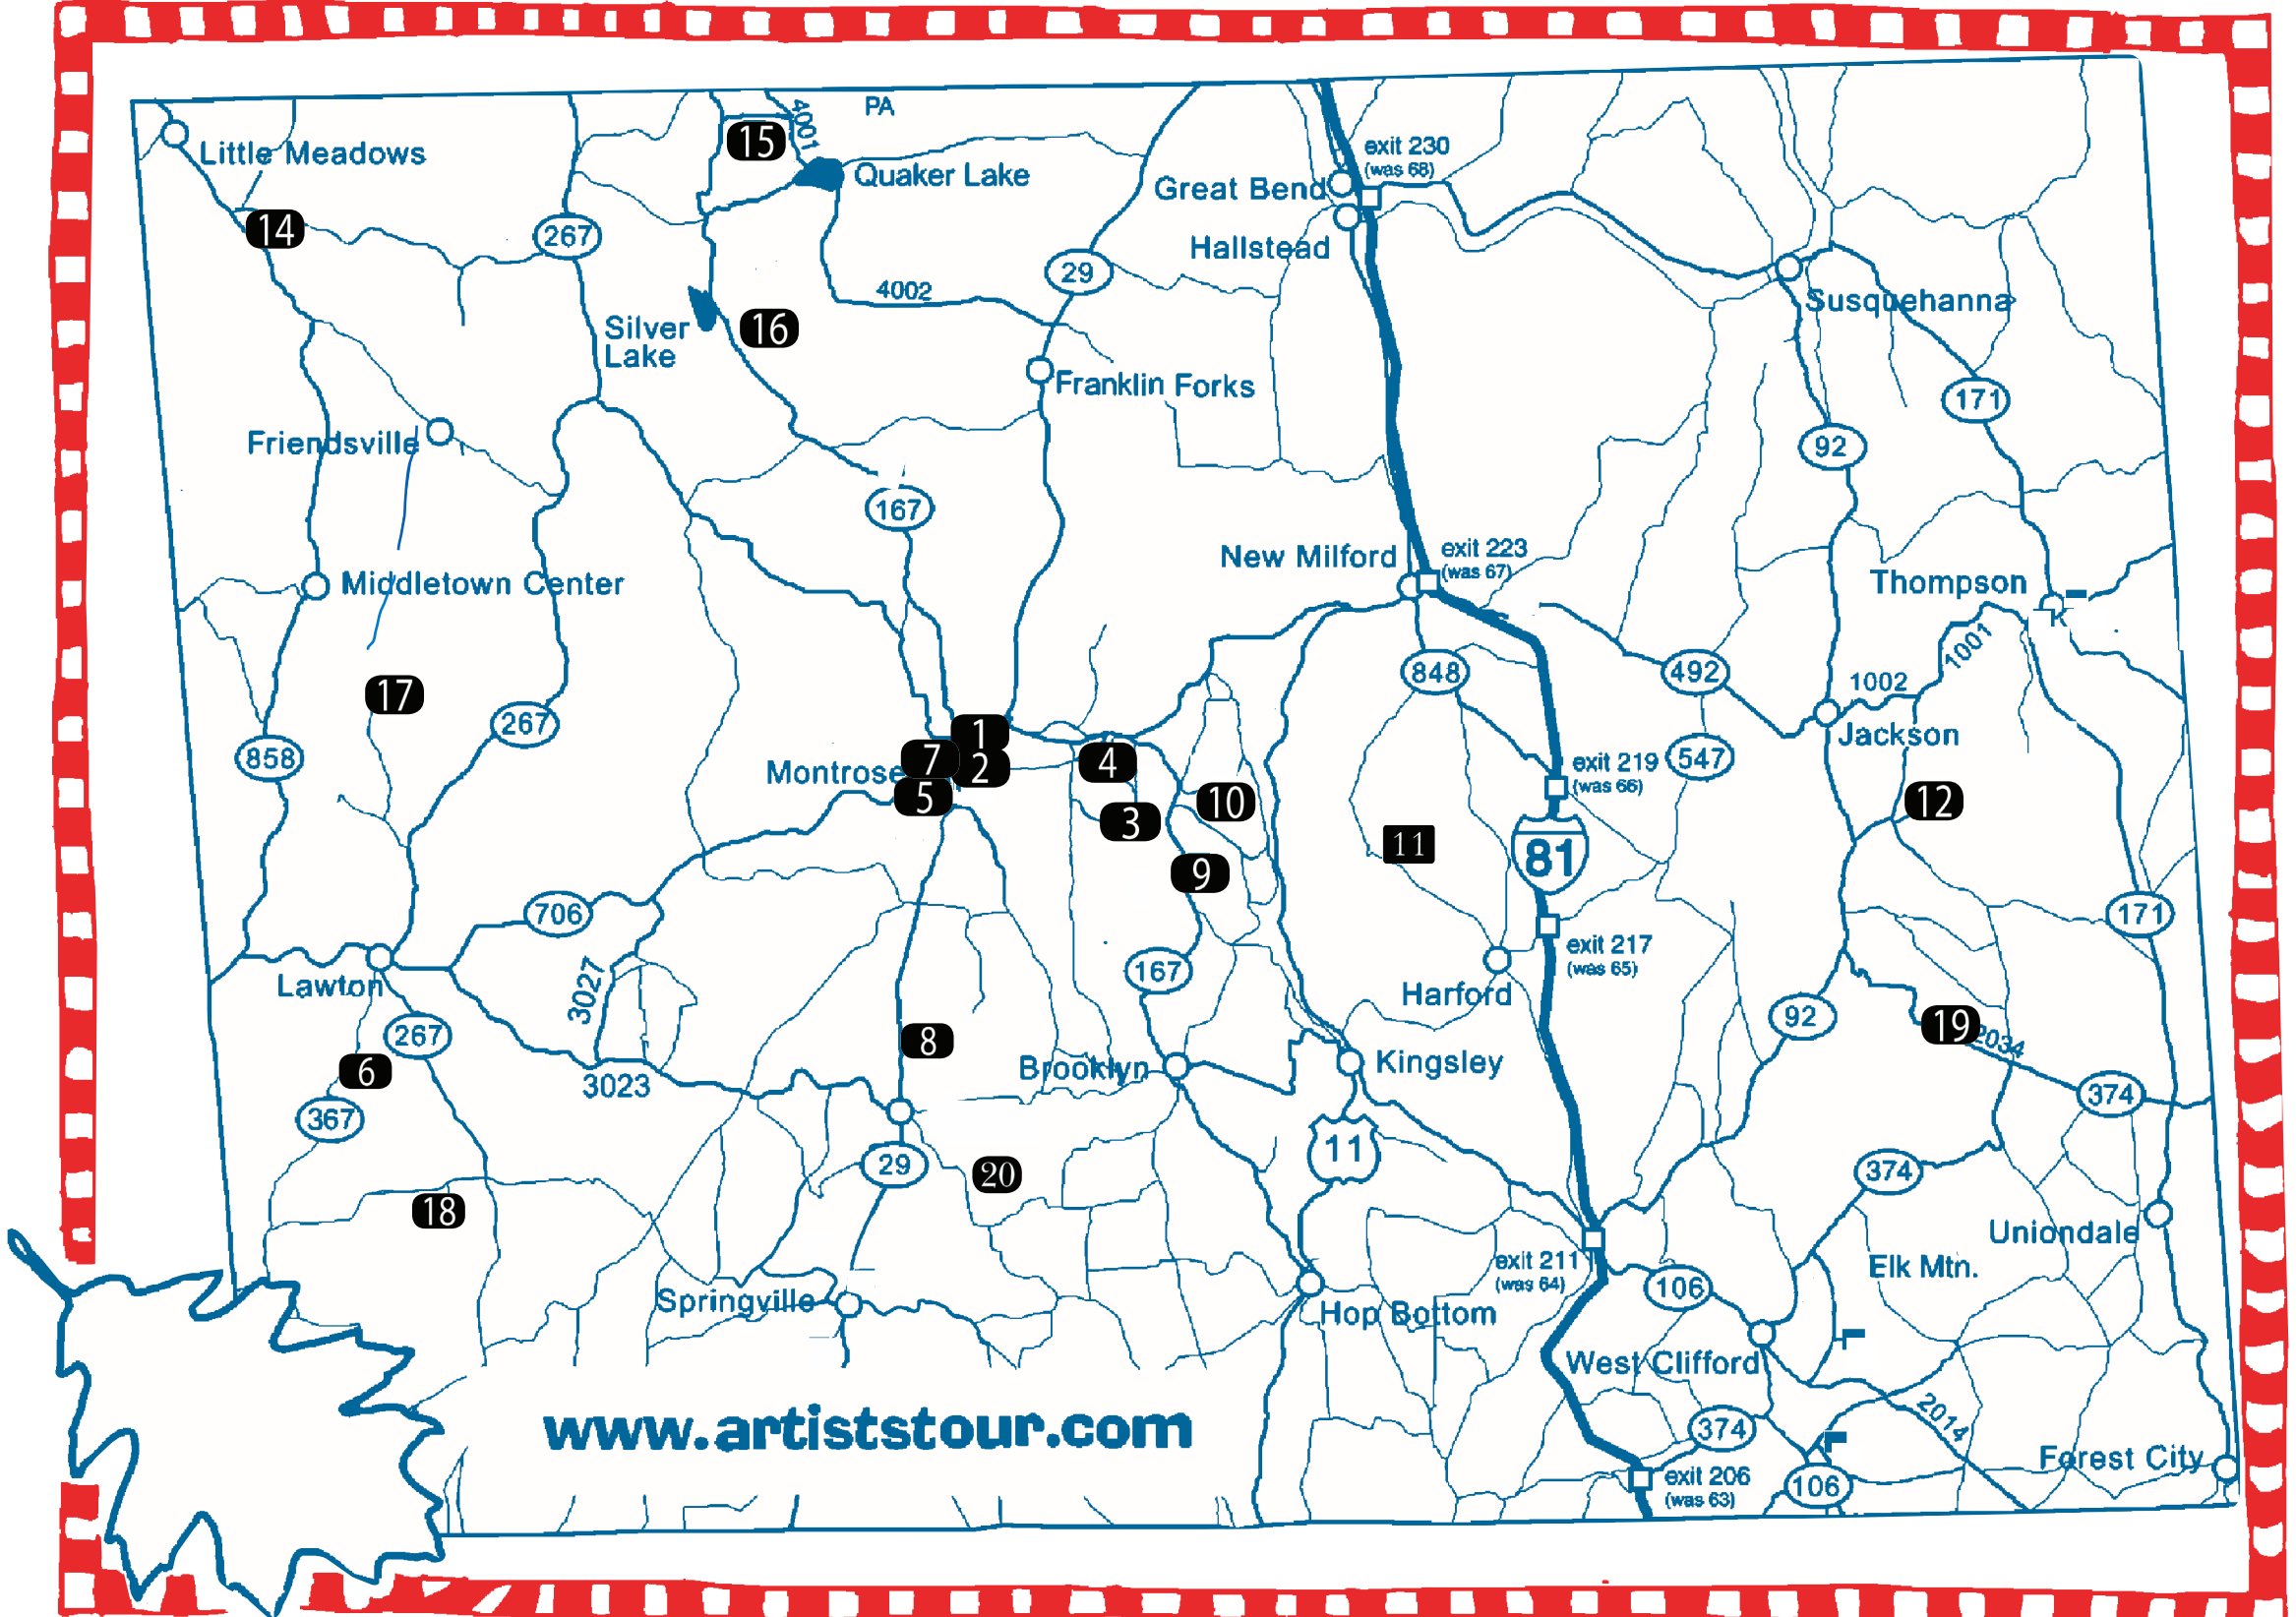 PA
4001
15
exit 230
(was 68)
Little Meadows
Quaker Lake
Great Bend
14
267
Hallstead
29
4002
Susquehanna
Silver
Lake
16
Franklin Forks
171
Friendsville
92
167
New Milford
exit 223
(was 67)
Middletown Center
Thompson
K
1001
848
492
1002
17
267
1
Jackson
858
7
2
4
Montrose
exit 219
(was 66)
547
5
10
12
3
11
81
9
706
171
exit 217
(was 65)
167
Lawton
3027
Harford
92
267
19
2034
8
6
Brooklyn
Kingsley
3023
374
367
11
29
20
374
18
Uniondale
exit 211
(was 64)
Elk Mtn.
106
Springville
Hop Bottom
West Clifford
www.artiststour.com
374
2014
Forest City
exit 206
(was 63)
106